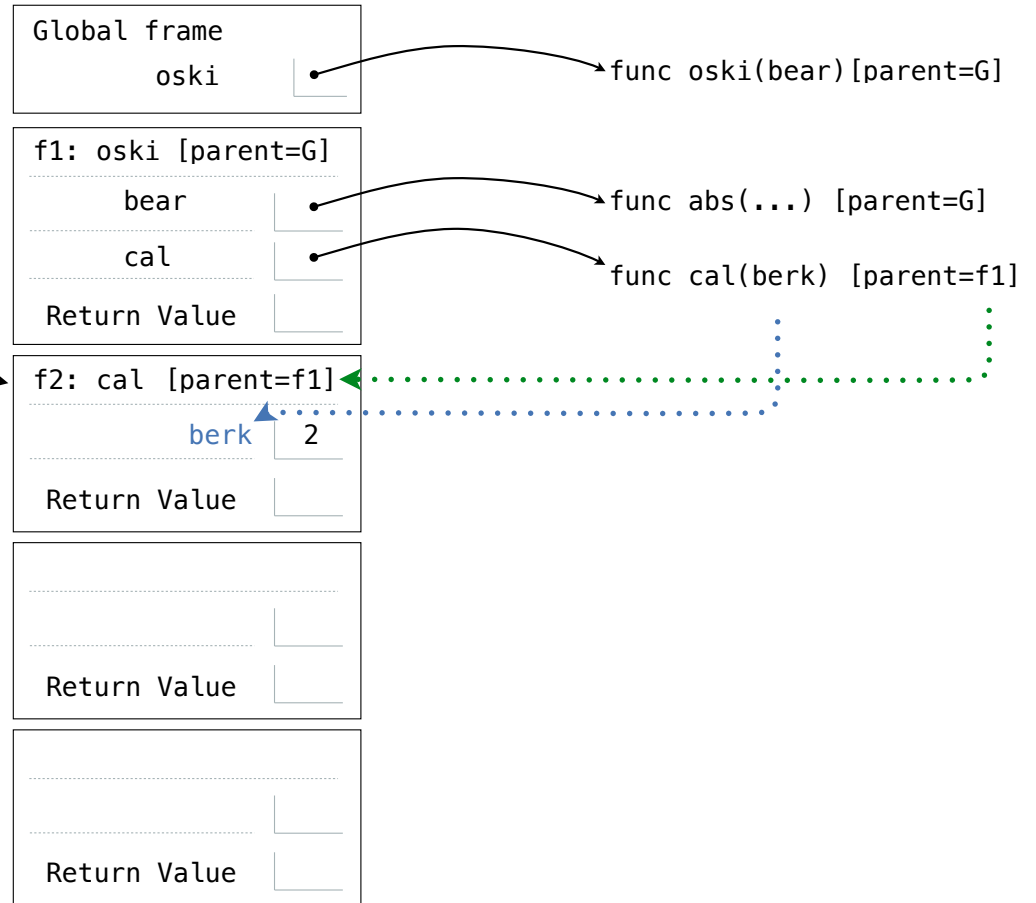 Global frame
oski
func oski(bear)[parent=G]
f1: oski [parent=G]
bear
func abs(...) [parent=G]
cal
func cal(berk) [parent=f1]
Return Value
f2: cal [parent=f1]
berk 2
Return Value
Return Value
Return Value